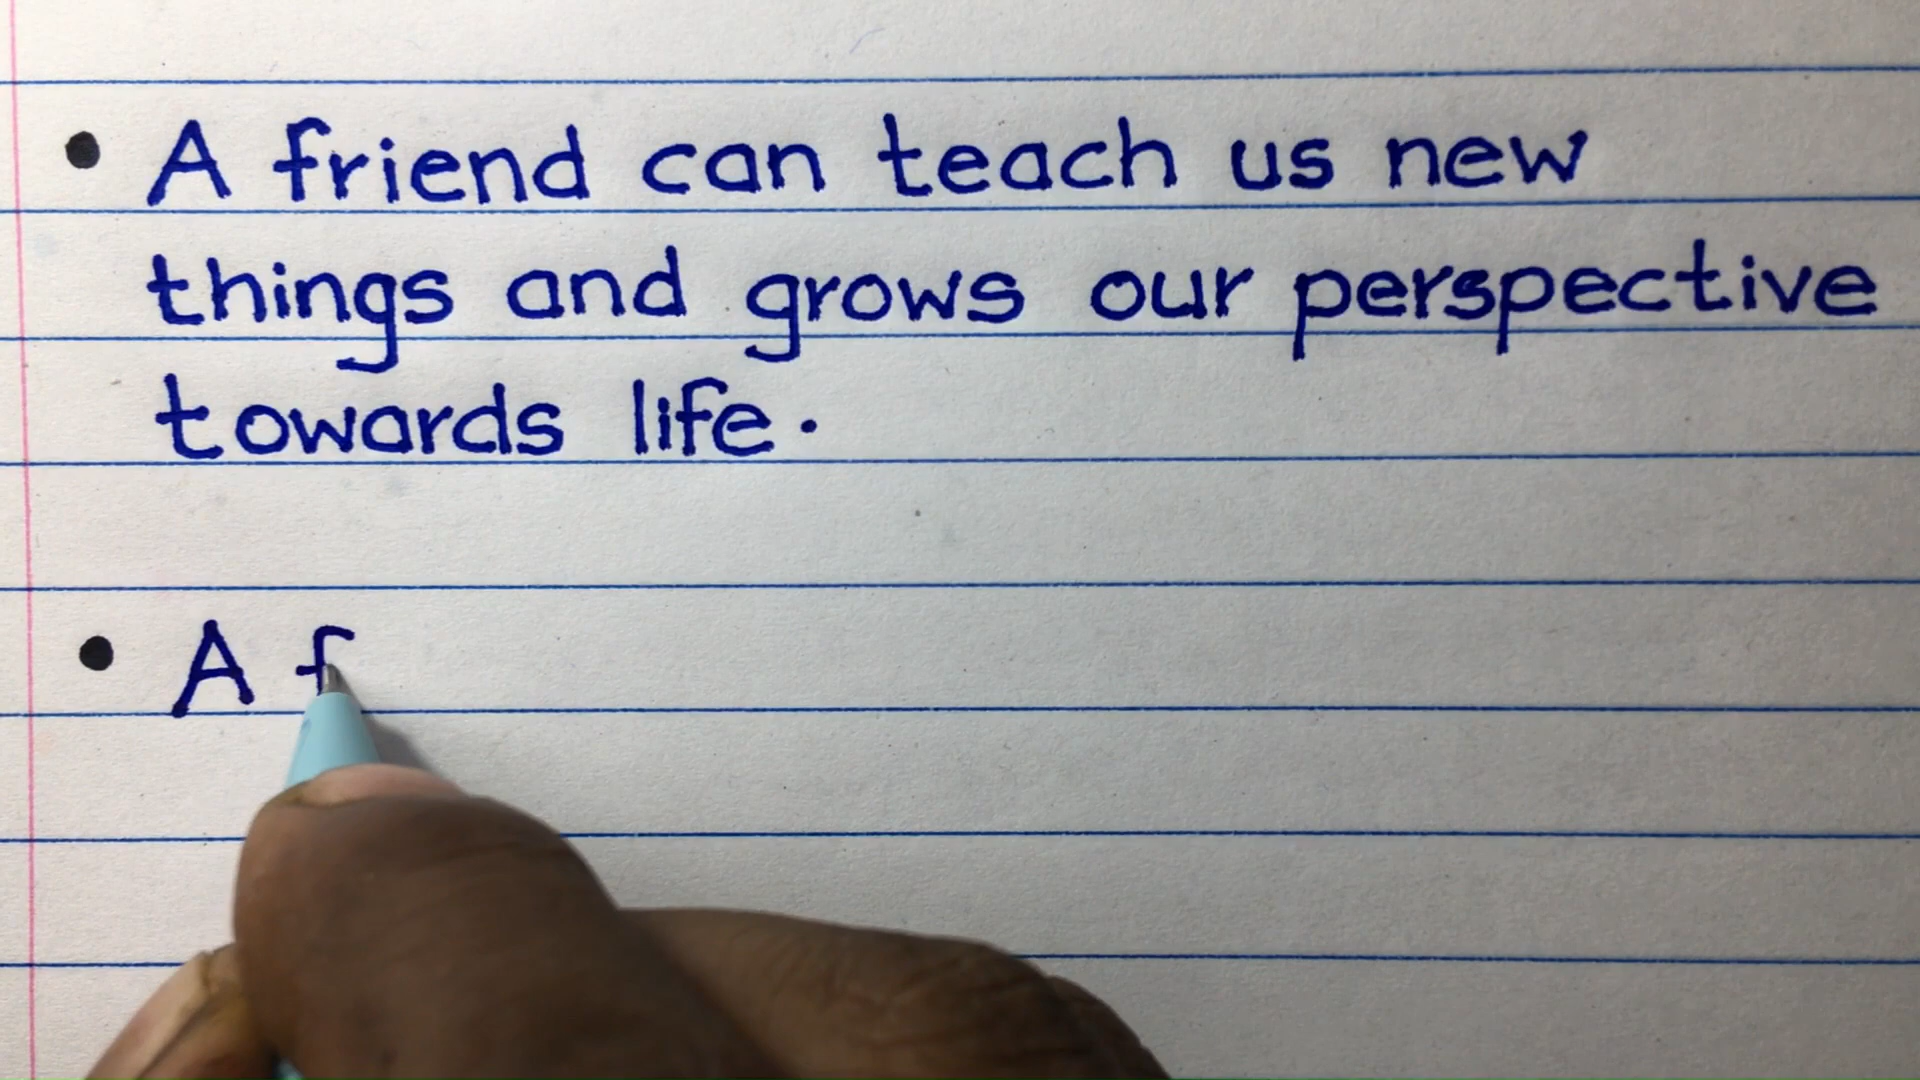 • A friend can teach us new
things and grows our perspective
towards life.
• A f